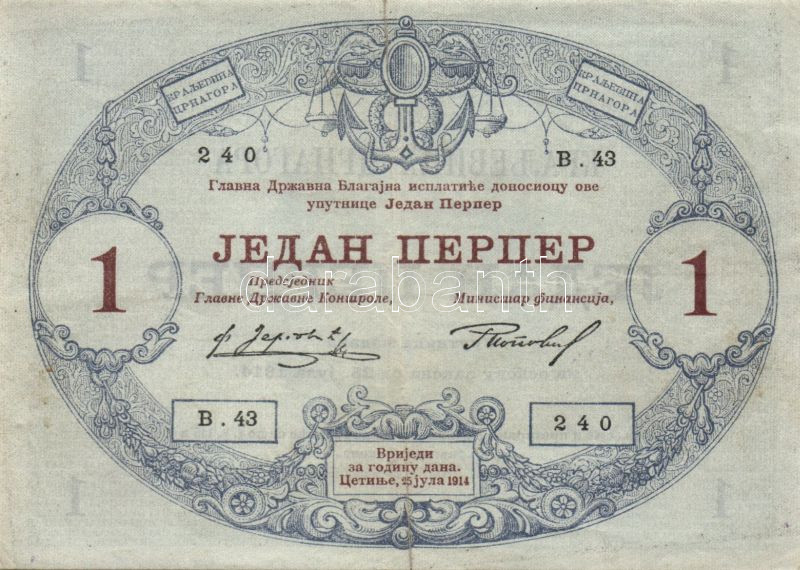 КРАЉЕВИНА
ЦРНАГОРА
КРАЉЕВИНА
ЦРНАГОРА
240
В.43
Главна Државна Благајна исплатиће доносиоцу ове
упутнице Један Перпер
1
ЈЕДАН ПЕРПЕР
1
Предсједник
Главне Државне Контроле,
Министар финансија,
darabanth
В.43
240
Вриједи
за годину дана.
Цетиње, 25 јула 1914